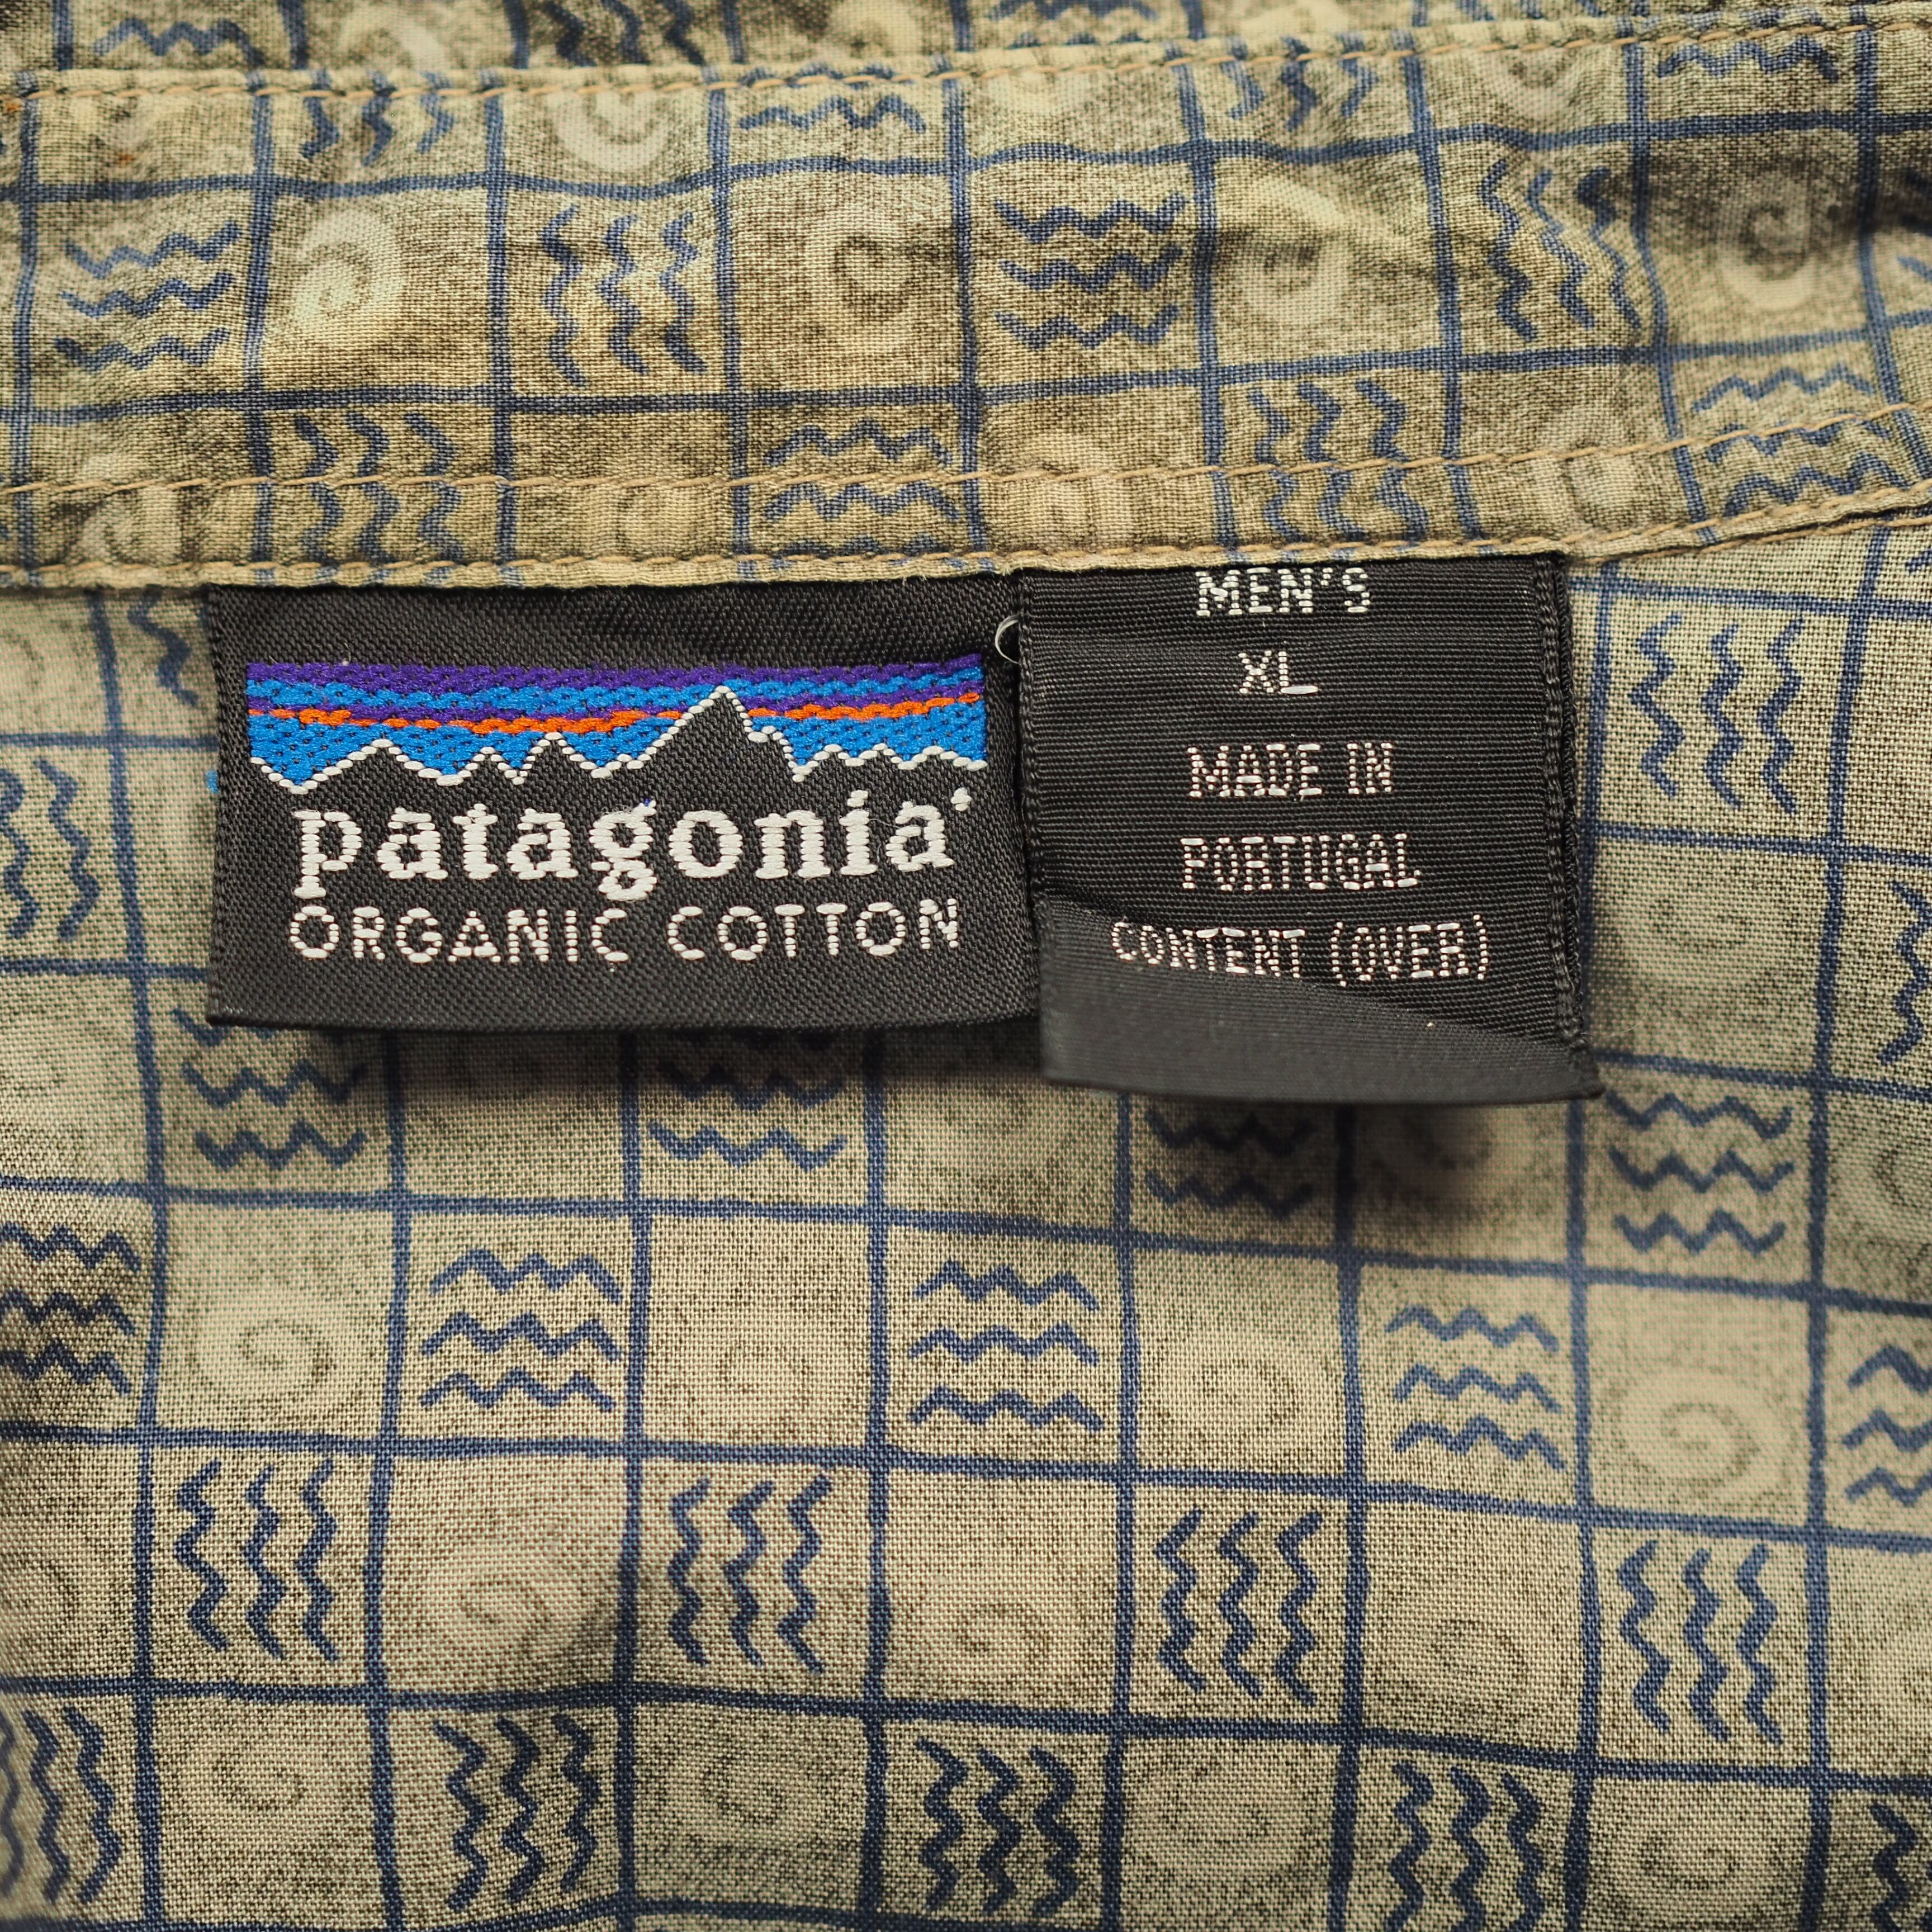 patagonia
ORGANIC COTTON
MEN'S
XL
MADE IN
PORTUGAL
CONTENT (OVER)